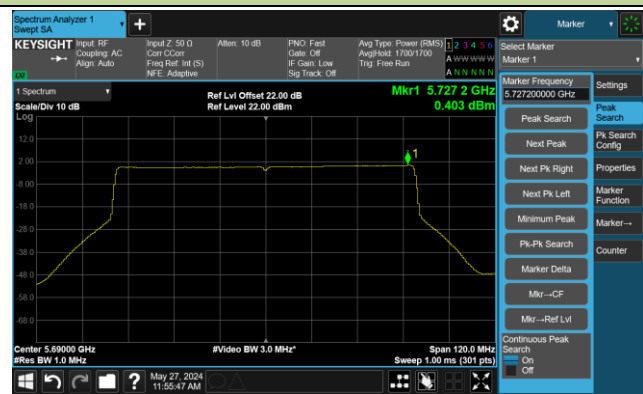 Spectrum Analyzer 1
Swept SA
Marker
KEYSIGHT
Input: RF
Coupling: AC
Align: Auto
Input Z: 50 Ω
Corr CCorr
Freq Ref: Int (S)
NFE: Adaptive
Atten: 10 dB
PNO: Fast
Gate: Off
IF Gain: Low
Sig Track: Off
Avg Type: Power (RMS)
Avg|Hold: 1700/1700
Trig: Free Run
1 2 3 4 5 6
A W W W W W
A N N N N N
Select Marker
Marker 1
LW
1 Spectrum
Scale/Div 10 dB
Log
Ref Lvl Offset 22.00 dB
Ref Level 22.00 dBm
Mkr1 5.727 2 GHz
0.403 dBm
12.0
2.00
-8.00
-18.0
-28.0
-38.0
-48.0
-58.0
-68.0
1
Center 5.69000 GHz
#Res BW 1.0 MHz
#Video BW 3.0 MHz*
Span 120.0 MHz
Sweep 1.00 ms (301 pts)
Marker Frequency
5.727200000 GHz
Peak Search
Next Peak
Next Pk Right
Next Pk Left
Minimum Peak
Pk-Pk Search
Marker Delta
Mkr→CF
Mkr→Ref Lvl
Continuous Peak
Search
On
Off
Settings
Peak
Search
Pk Search
Config
Properties
Marker
Function
Marker→
Counter
?
May 27, 2024
11:55:47 AM